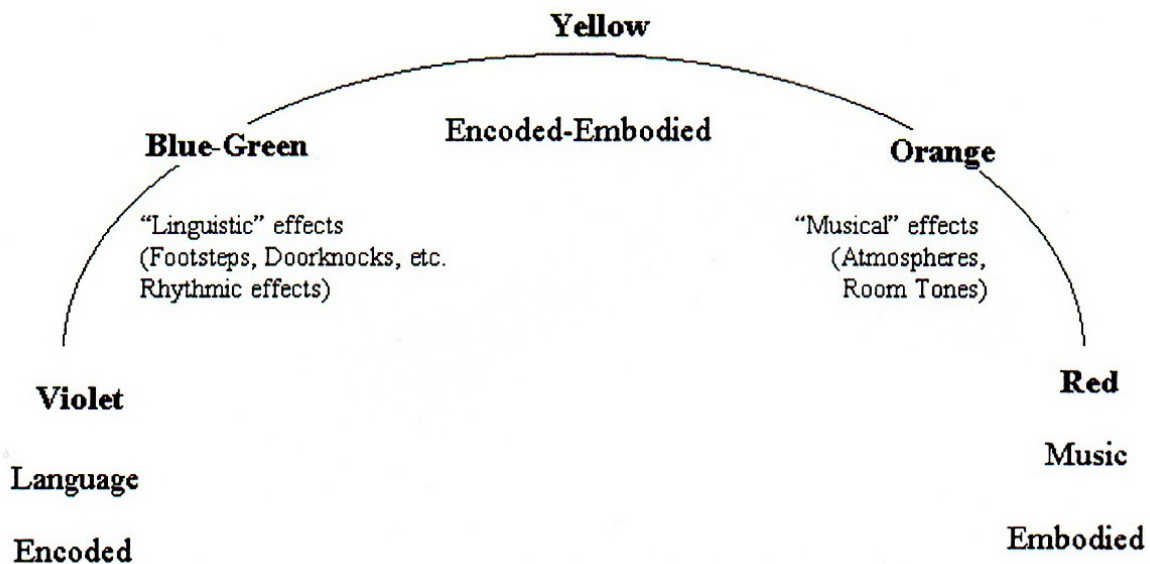 Yellow
Encoded-Embodied
Blue-Green
Orange
“Linguistic” effects
(Footsteps, Doorknocks, etc.
Rhythmic effects)
“Musical” effects
(Atmospheres,
Room Tones)
Violet
Language
Encoded
Red
Music
Embodied